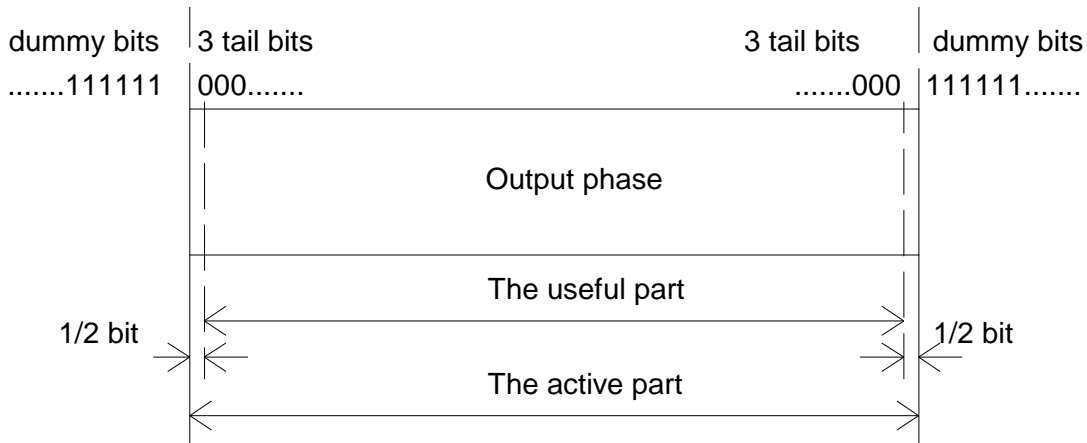 dummy bits 3 tail bits 3 tail bits dummy bits
.......111111 000....... .......000 111111.......
Output phase
The useful part
1/2 bit 1/2 bit
The active part